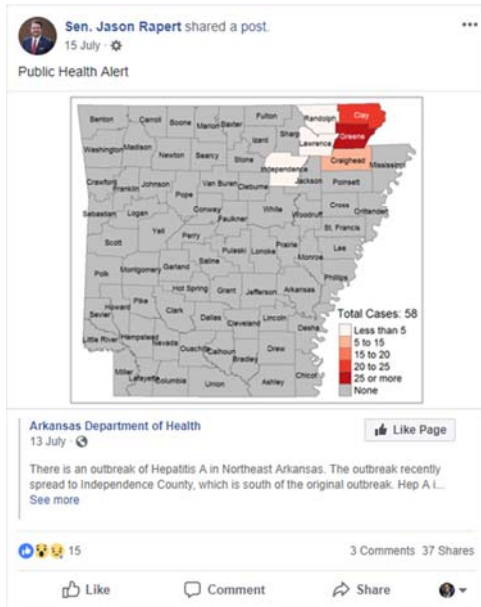 Sen. Jason Rapert shared a post.
15 July ·
Public Health Alert
Benton Carroll Boone Marion Baxter Fulton Randolph Clay
Izard Sharp Greene
Lawrence
Washington Madison Newton Searcy Stone Independence Craighead Mississippi
Jackson
Crawford Franklin Johnson Van Buren Cleburne Poinsett
Pope
Sebastian Logan Conway Faulkner White Woodruff Cross Crittenden
Yell Perry St. Francis
Scott Saline Pulaski Lonoke Prairie Monroe Lee
Polk Montgomery Garland Phillips
Hot Spring Grant Jefferson Arkansas
Howard Pike Clark Dallas Cleveland Lincoln Desha
Sevier
Little River Hempstead Nevada Ouachita Calhoun Drew
Bradley
Miller Lafayette Columbia Union Ashley Chicot
Total Cases: 58
Less than 5
5 to 15
15 to 20
20 to 25
25 or more
None
Arkansas Department of Health
13 July ·
Like Page
There is an outbreak of Hepatitis A in Northeast Arkansas. The outbreak recently
spread to Independence County, which is south of the original outbreak. Hep A i...
See more
15
3 Comments 37 Shares
Like Comment Share